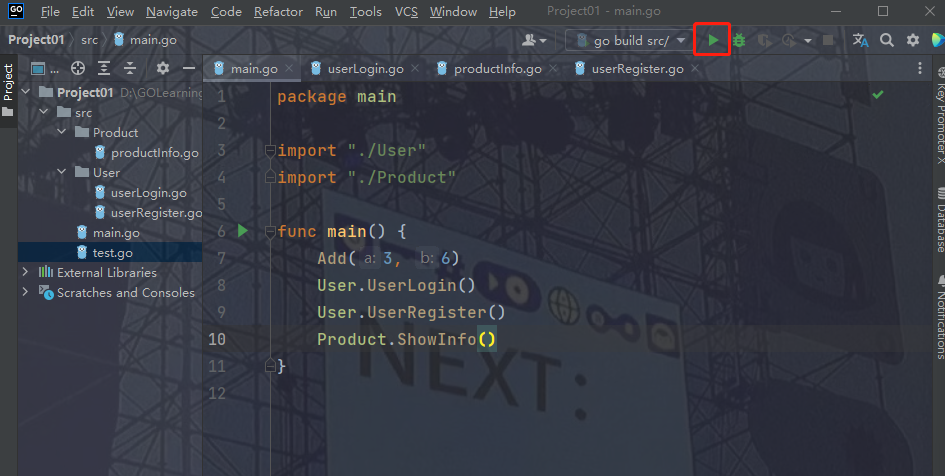 GO File Edit View Navigate Code Refactor Run Tools VCS Window Help Project01 - main.go
Project01 src main.go go build src/
Project ... main.go userLogin.go productInfo.go userRegister.go
Project01 D:\GOLearning
src
Product
productInfo.go
User
userLogin.go
userRegister.go
main.go
test.go
External Libraries
Scratches and Consoles
1 package main
2
3 import "./User"
4 import "./Product"
5
6 func main() {
7 Add( a: 3, b: 6)
8 User.UserLogin()
9 User.UserRegister()
10 Product.ShowInfo()
11 }
12
NEXT:
Key Promoter X
Database
Notifications